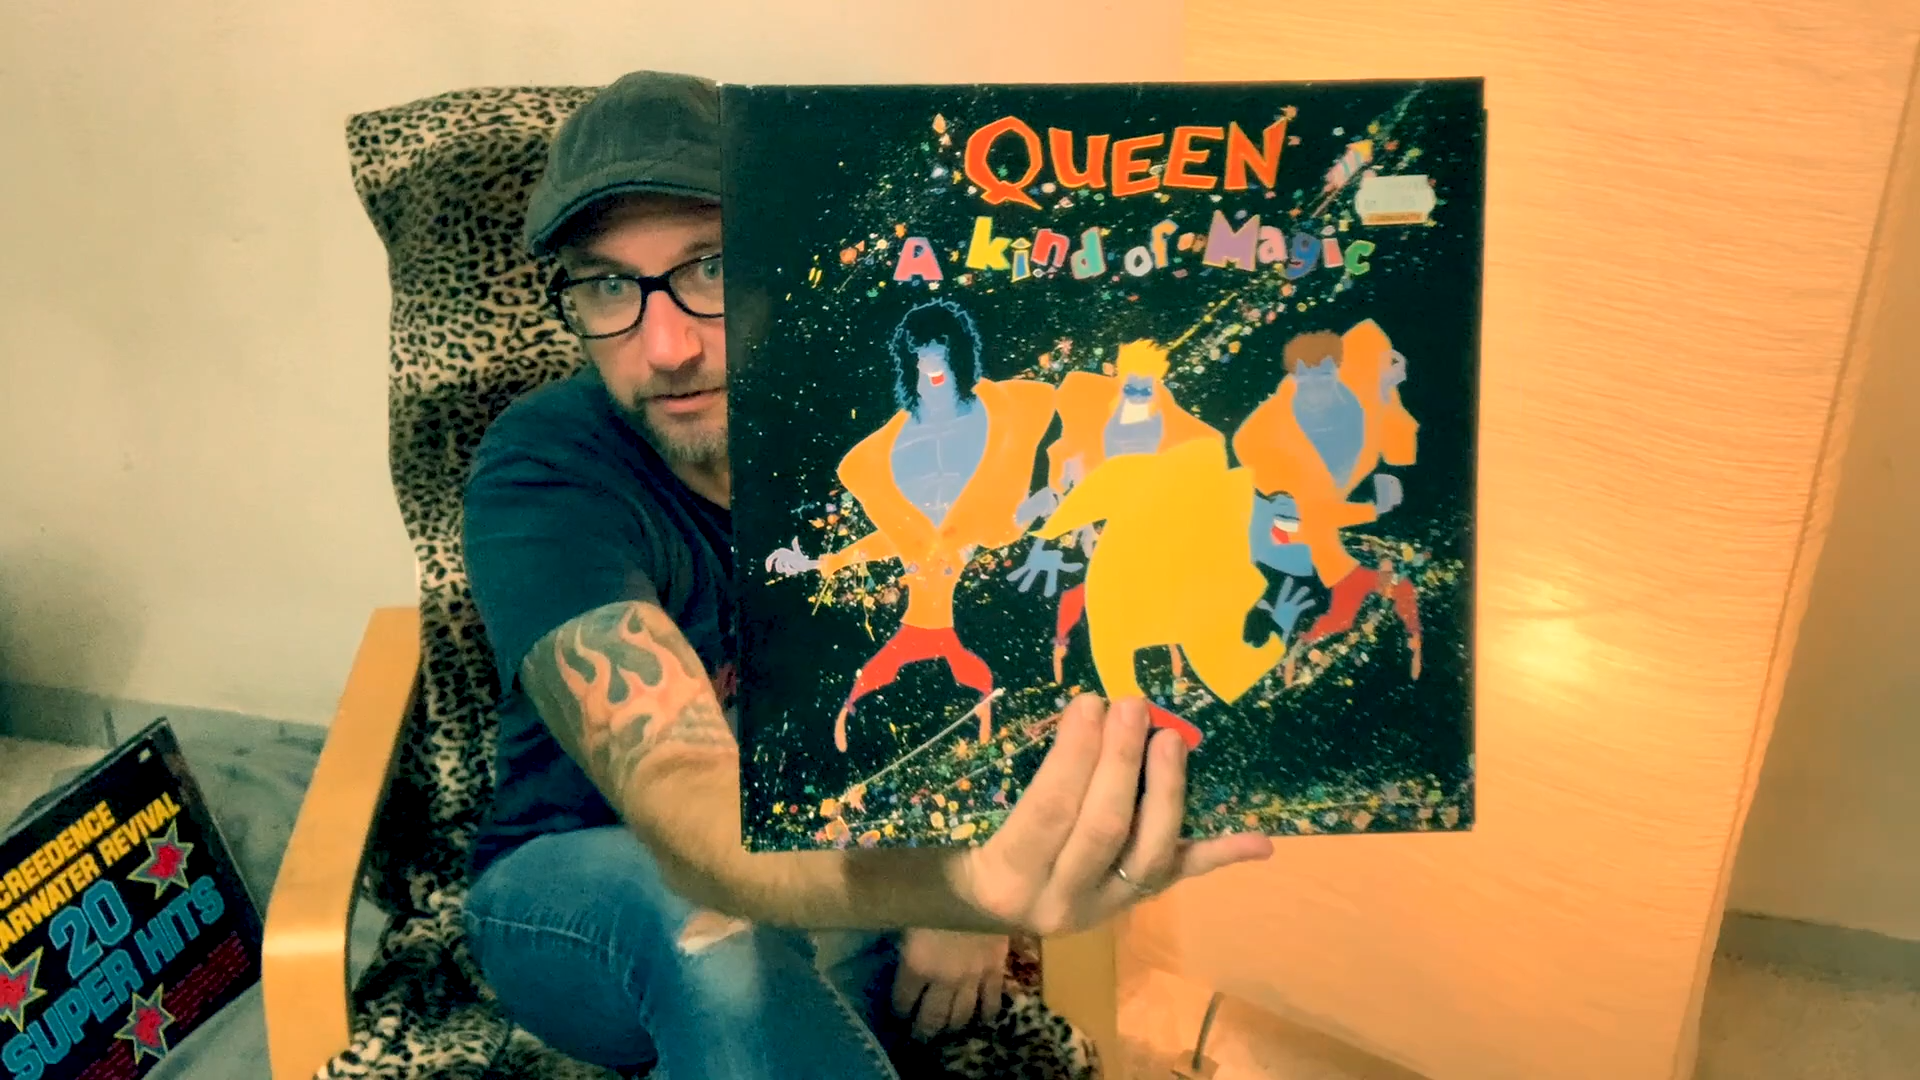 QUEEN
A kind of Magic
CREEDENCE
ARWATER REVIVAL
20
SUPER HITS